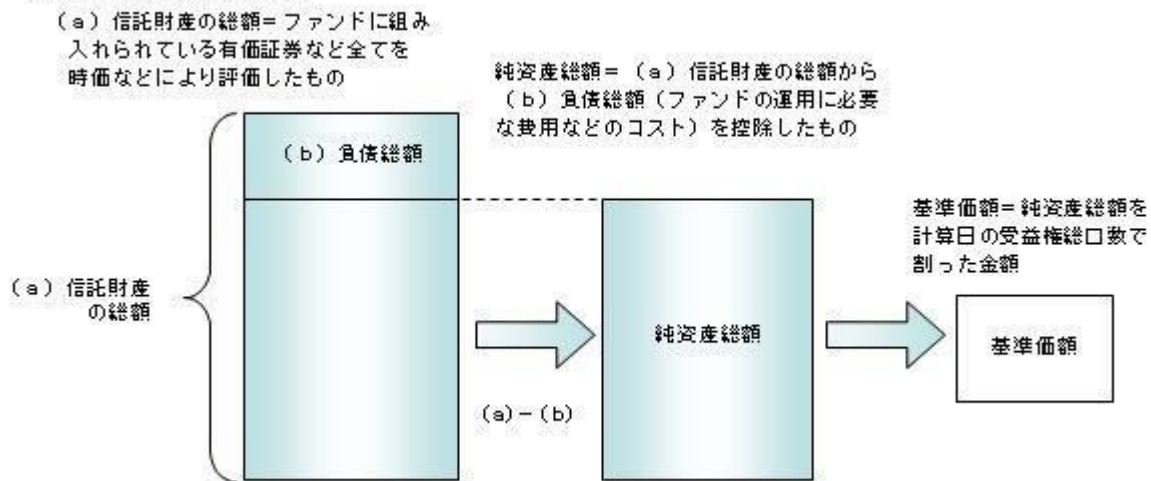 (a)信託財産の総額=ファンドに組み
入れられている有価証券など全てを
時価などにより評価したもの
純資産総額=(a)信託財産の総額から
(b)負債総額(ファンドの運用に必要
な費用などのコスト)を控除したもの
(b)負債総額
基準価額=純資産総額を
計算日の受益権総口数で
割った金額
(a)信託財産
の総額
純資産総額
基準価額
(a)-(b)